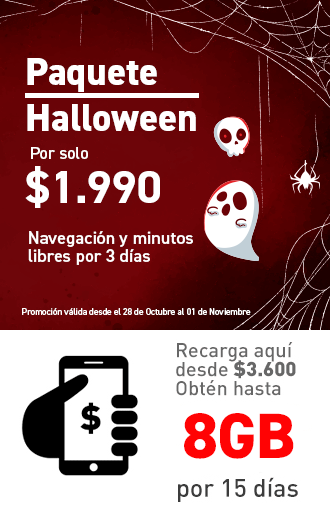 Paquete
Halloween
Por solo
$1.990
Navegación y minutos
libres por 3 días
Promoción válida desde el 28 de Octubre al 01 de Noviembre
Recarga aquí
desde $3.600
Obtén hasta
$
8GB
por 15 días